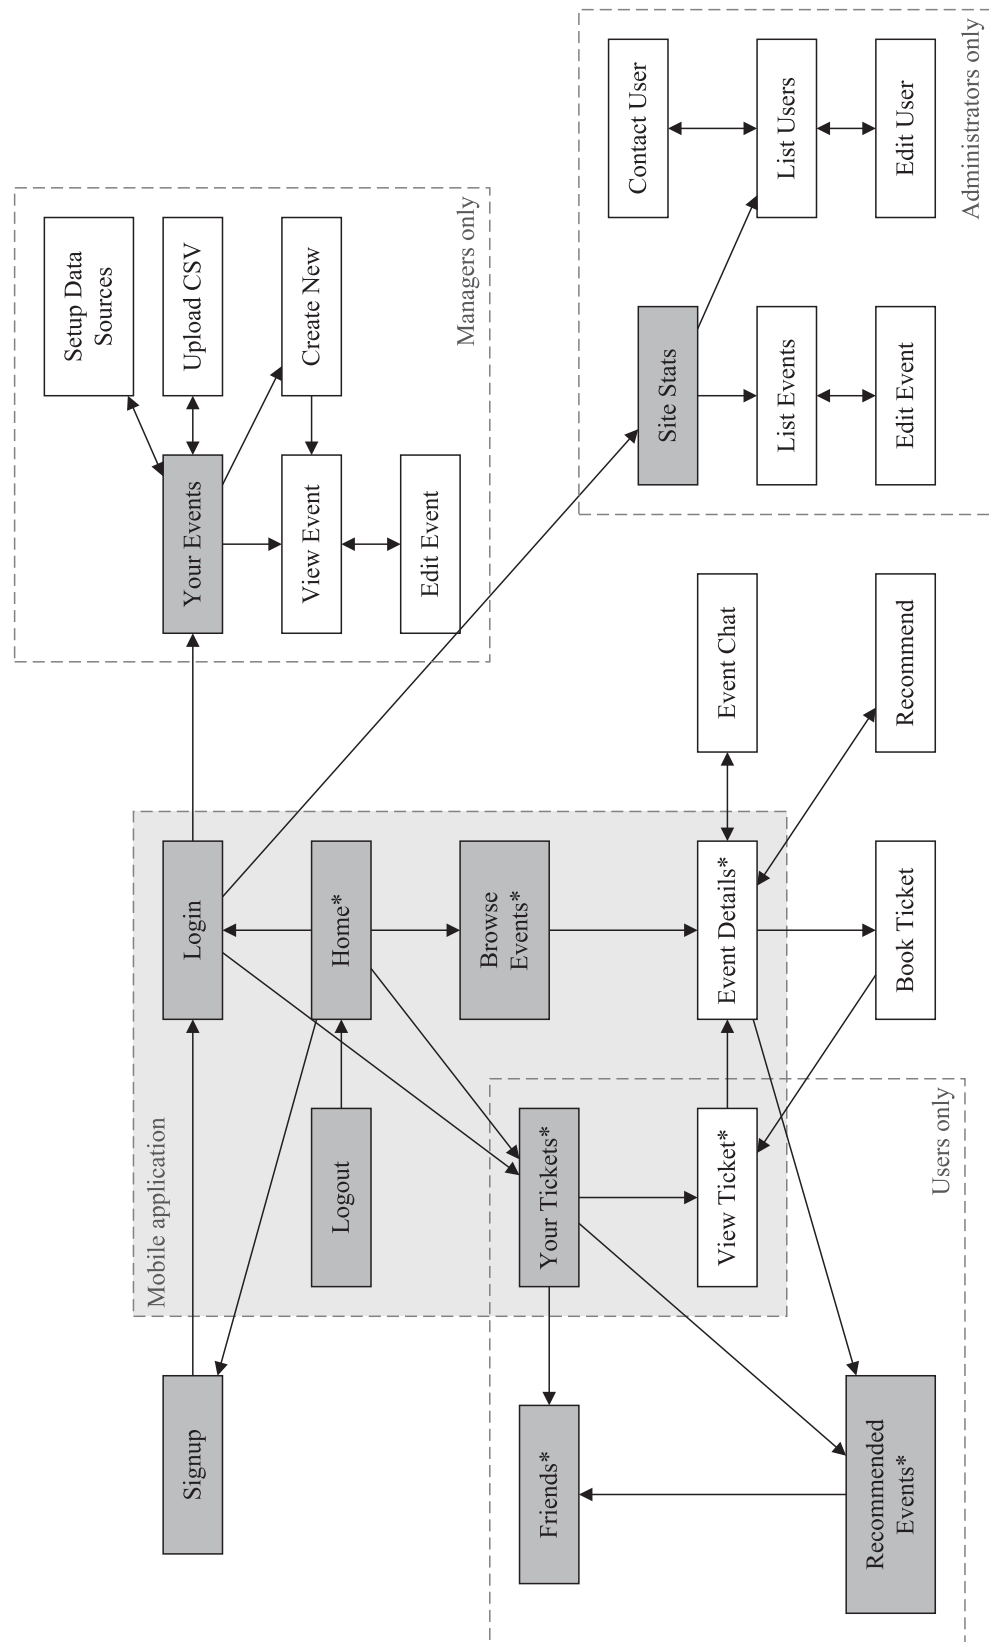 Signup
Mobile application
Login
Logout
Home*
Browse
Events*
Friends*
Your Tickets*
Recommended
Events*
View Ticket*
Event Details*
Users only
Book Ticket
Event Chat
Recommend
Your Events
Setup Data
Sources
Upload CSV
Create New
View Event
Edit Event
Managers only
Site Stats
List Events
Edit Event
Contact User
List Users
Edit User
Administrators only